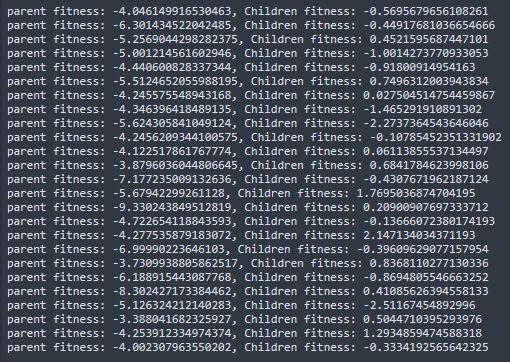 parent fitness: -4.046149916530463, Children fitness: -0.5695679656108261
parent fitness: -6.301434522042485, Children fitness: -0.44917681036654666
parent fitness: -5.2569044298282375, Children fitness: 0.4521595687447101
parent fitness: -5.001214561602946, Children fitness: -1.0014273770933053
parent fitness: -4.440600828337344, Children fitness: -0.91800914954163
parent fitness: -5.5124652055988195, Children fitness: 0.7496312003943834
parent fitness: -4.245575548943168, Children fitness: 0.027504514754459867
parent fitness: -4.346396418489135, Children fitness: -1.465291910891302
parent fitness: -5.624305841049124, Children fitness: -2.2737364543646046
parent fitness: -4.2456209344100575, Children fitness: -0.10785452351331902
parent fitness: -4.122517861767774, Children fitness: 0.06113855537134497
parent fitness: -3.8796036044806645, Children fitness: 0.6841784623998106
parent fitness: -7.177235009132636, Children fitness: -0.4307671962187124
parent fitness: -5.67942299261128, Children fitness: 1.7695036874704195
parent fitness: -9.330243849512819, Children fitness: 0.20900907697333712
parent fitness: -4.722654118843593, Children fitness: -0.13666072380174193
parent fitness: -4.277535879183072, Children fitness: 2.147134034371193
parent fitness: -6.99990223646103, Children fitness: -0.39609629077157954
parent fitness: -3.7309938805862517, Children fitness: 0.8368110277130336
parent fitness: -6.188915443087768, Children fitness: -0.8694805546663252
parent fitness: -8.302427173384462, Children fitness: 0.41085626394558133
parent fitness: -5.126324212140283, Children fitness: -2.51167454892996
parent fitness: -3.388041682325927, Children fitness: 0.5044710395293976
parent fitness: -4.253912334974374, Children fitness: 1.2934859474588318
parent fitness: -4.002307963550202, Children fitness: -0.3334192565642325